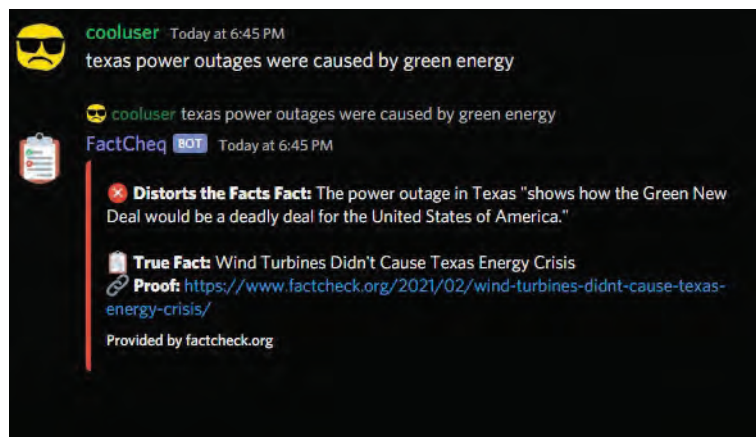 cooluser Today at 6:45 PM
texas power outages were caused by green energy
cooluser texas power outages were caused by green energy
FactCheq BOT Today at 6:45 PM
Distorts the Facts Fact: The power outage in Texas "shows how the Green New
Deal would be a deadly deal for the United States of America."
True Fact: Wind Turbines Didn't Cause Texas Energy Crisis
Proof: https://www.factcheck.org/2021/02/wind-turbines-didnt-cause-texas-
energy-crisis/
Provided by factcheck.org